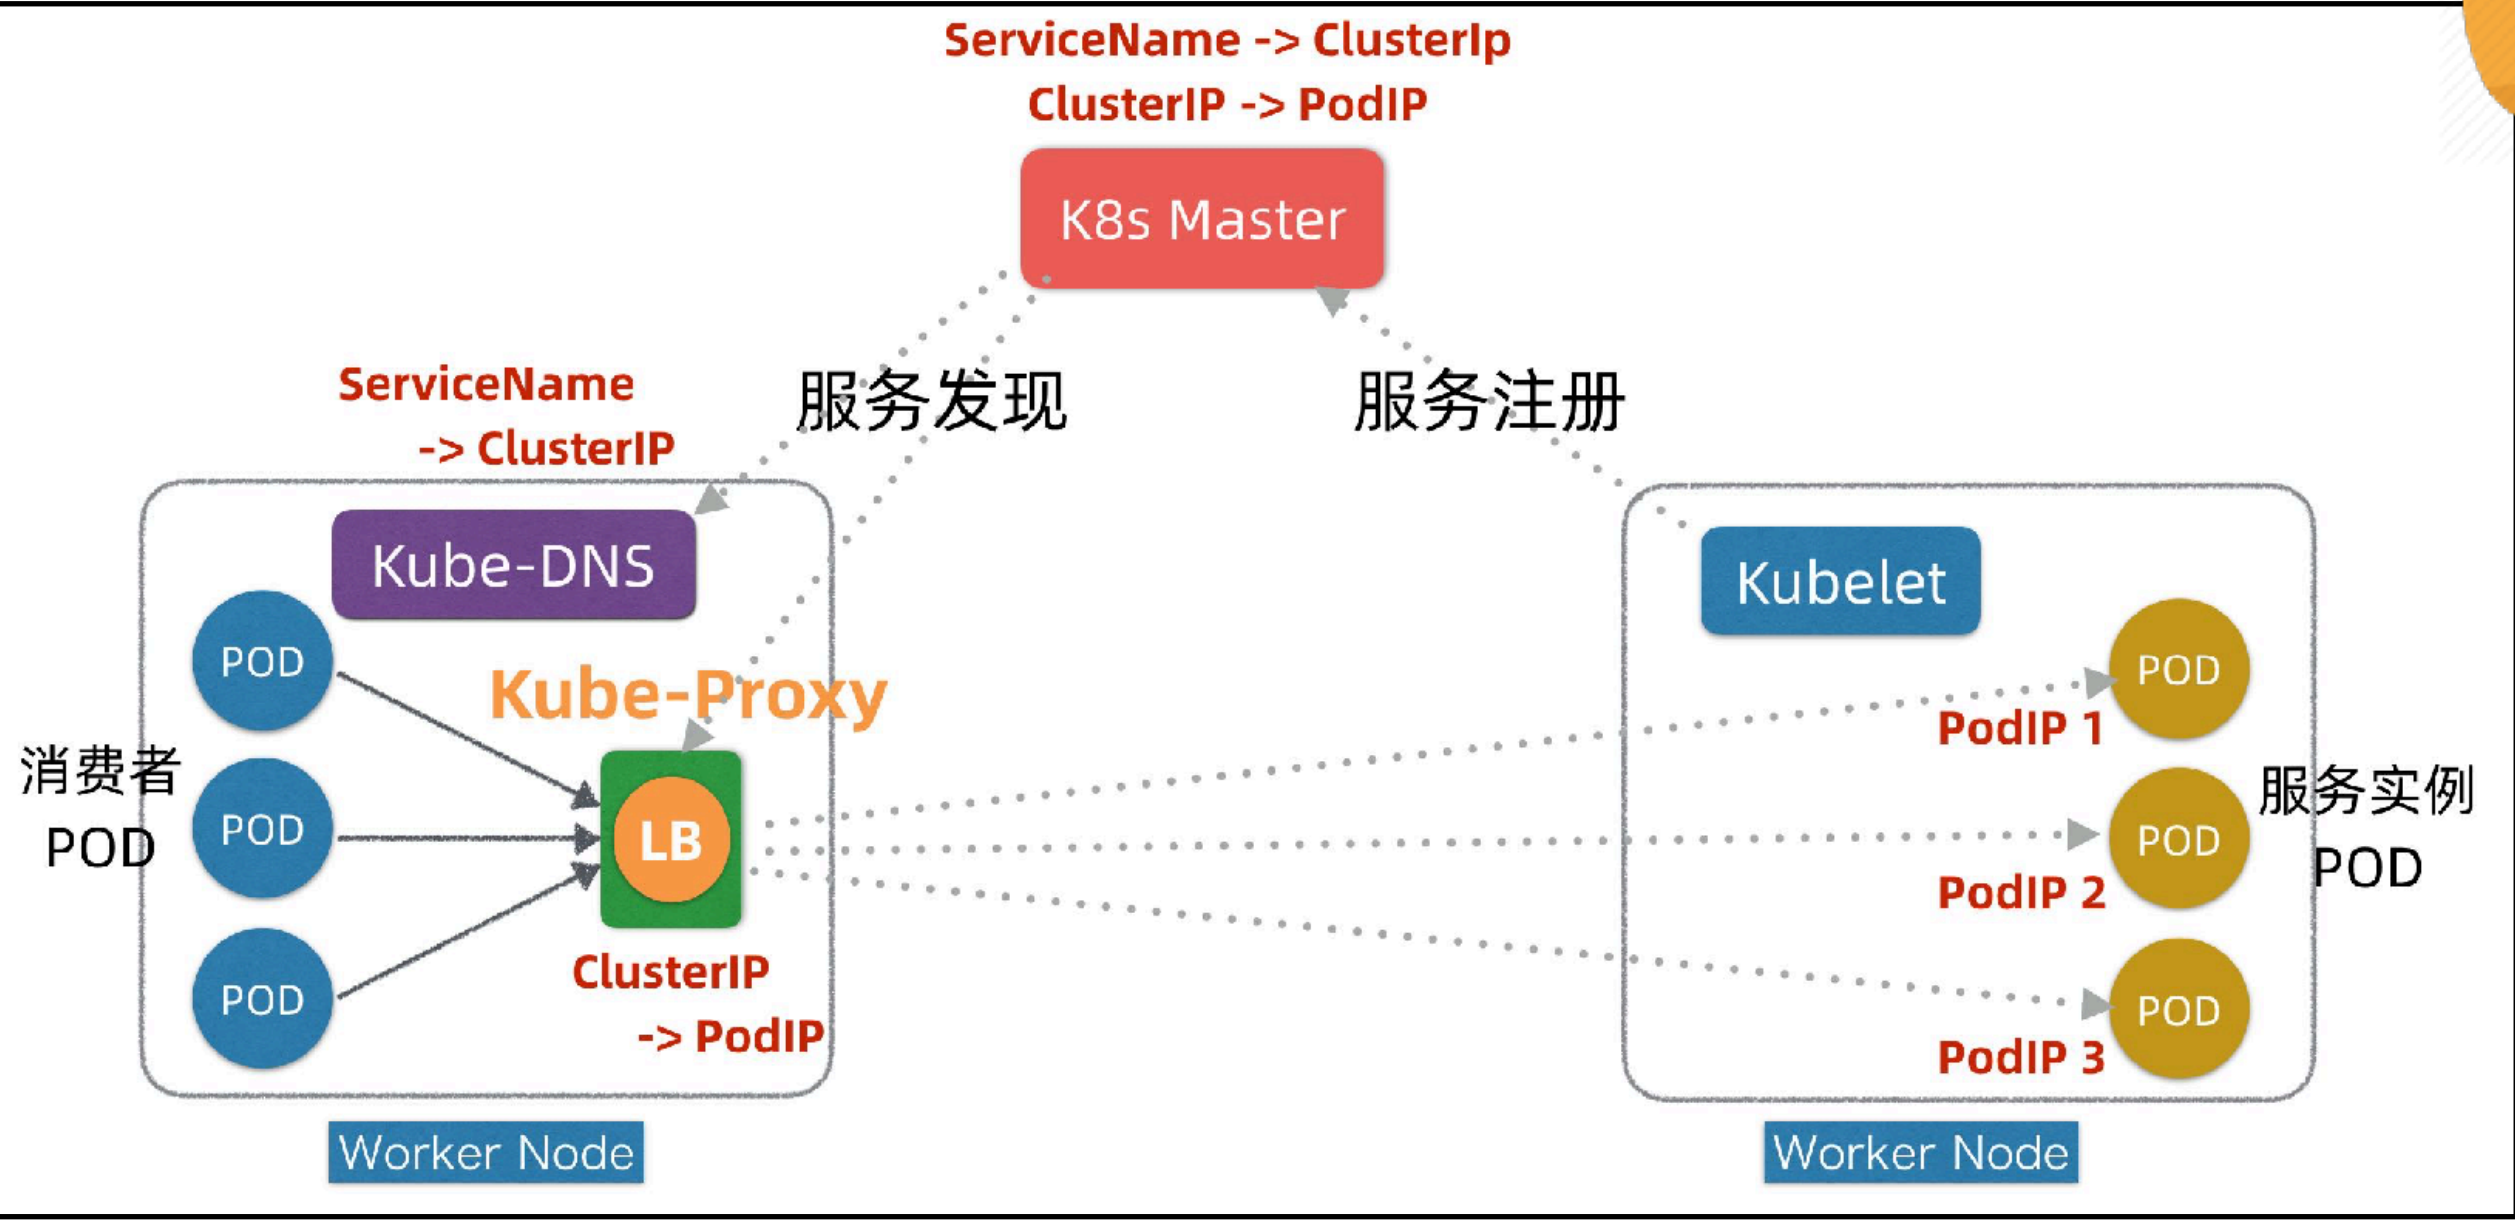 ServiceName -> ClusterIp
ClusterIP -> PodIP
K8s Master
服务发现
服务注册
ServiceName
-> ClusterIP
Kube-DNS
Kubelet
POD
POD
POD
消费者
POD
Kube-Proxy
LB
ClusterIP
-> PodIP
POD
PodIP 1
POD
PodIP 2
POD
PodIP 3
服务实例
POD
Worker Node
Worker Node